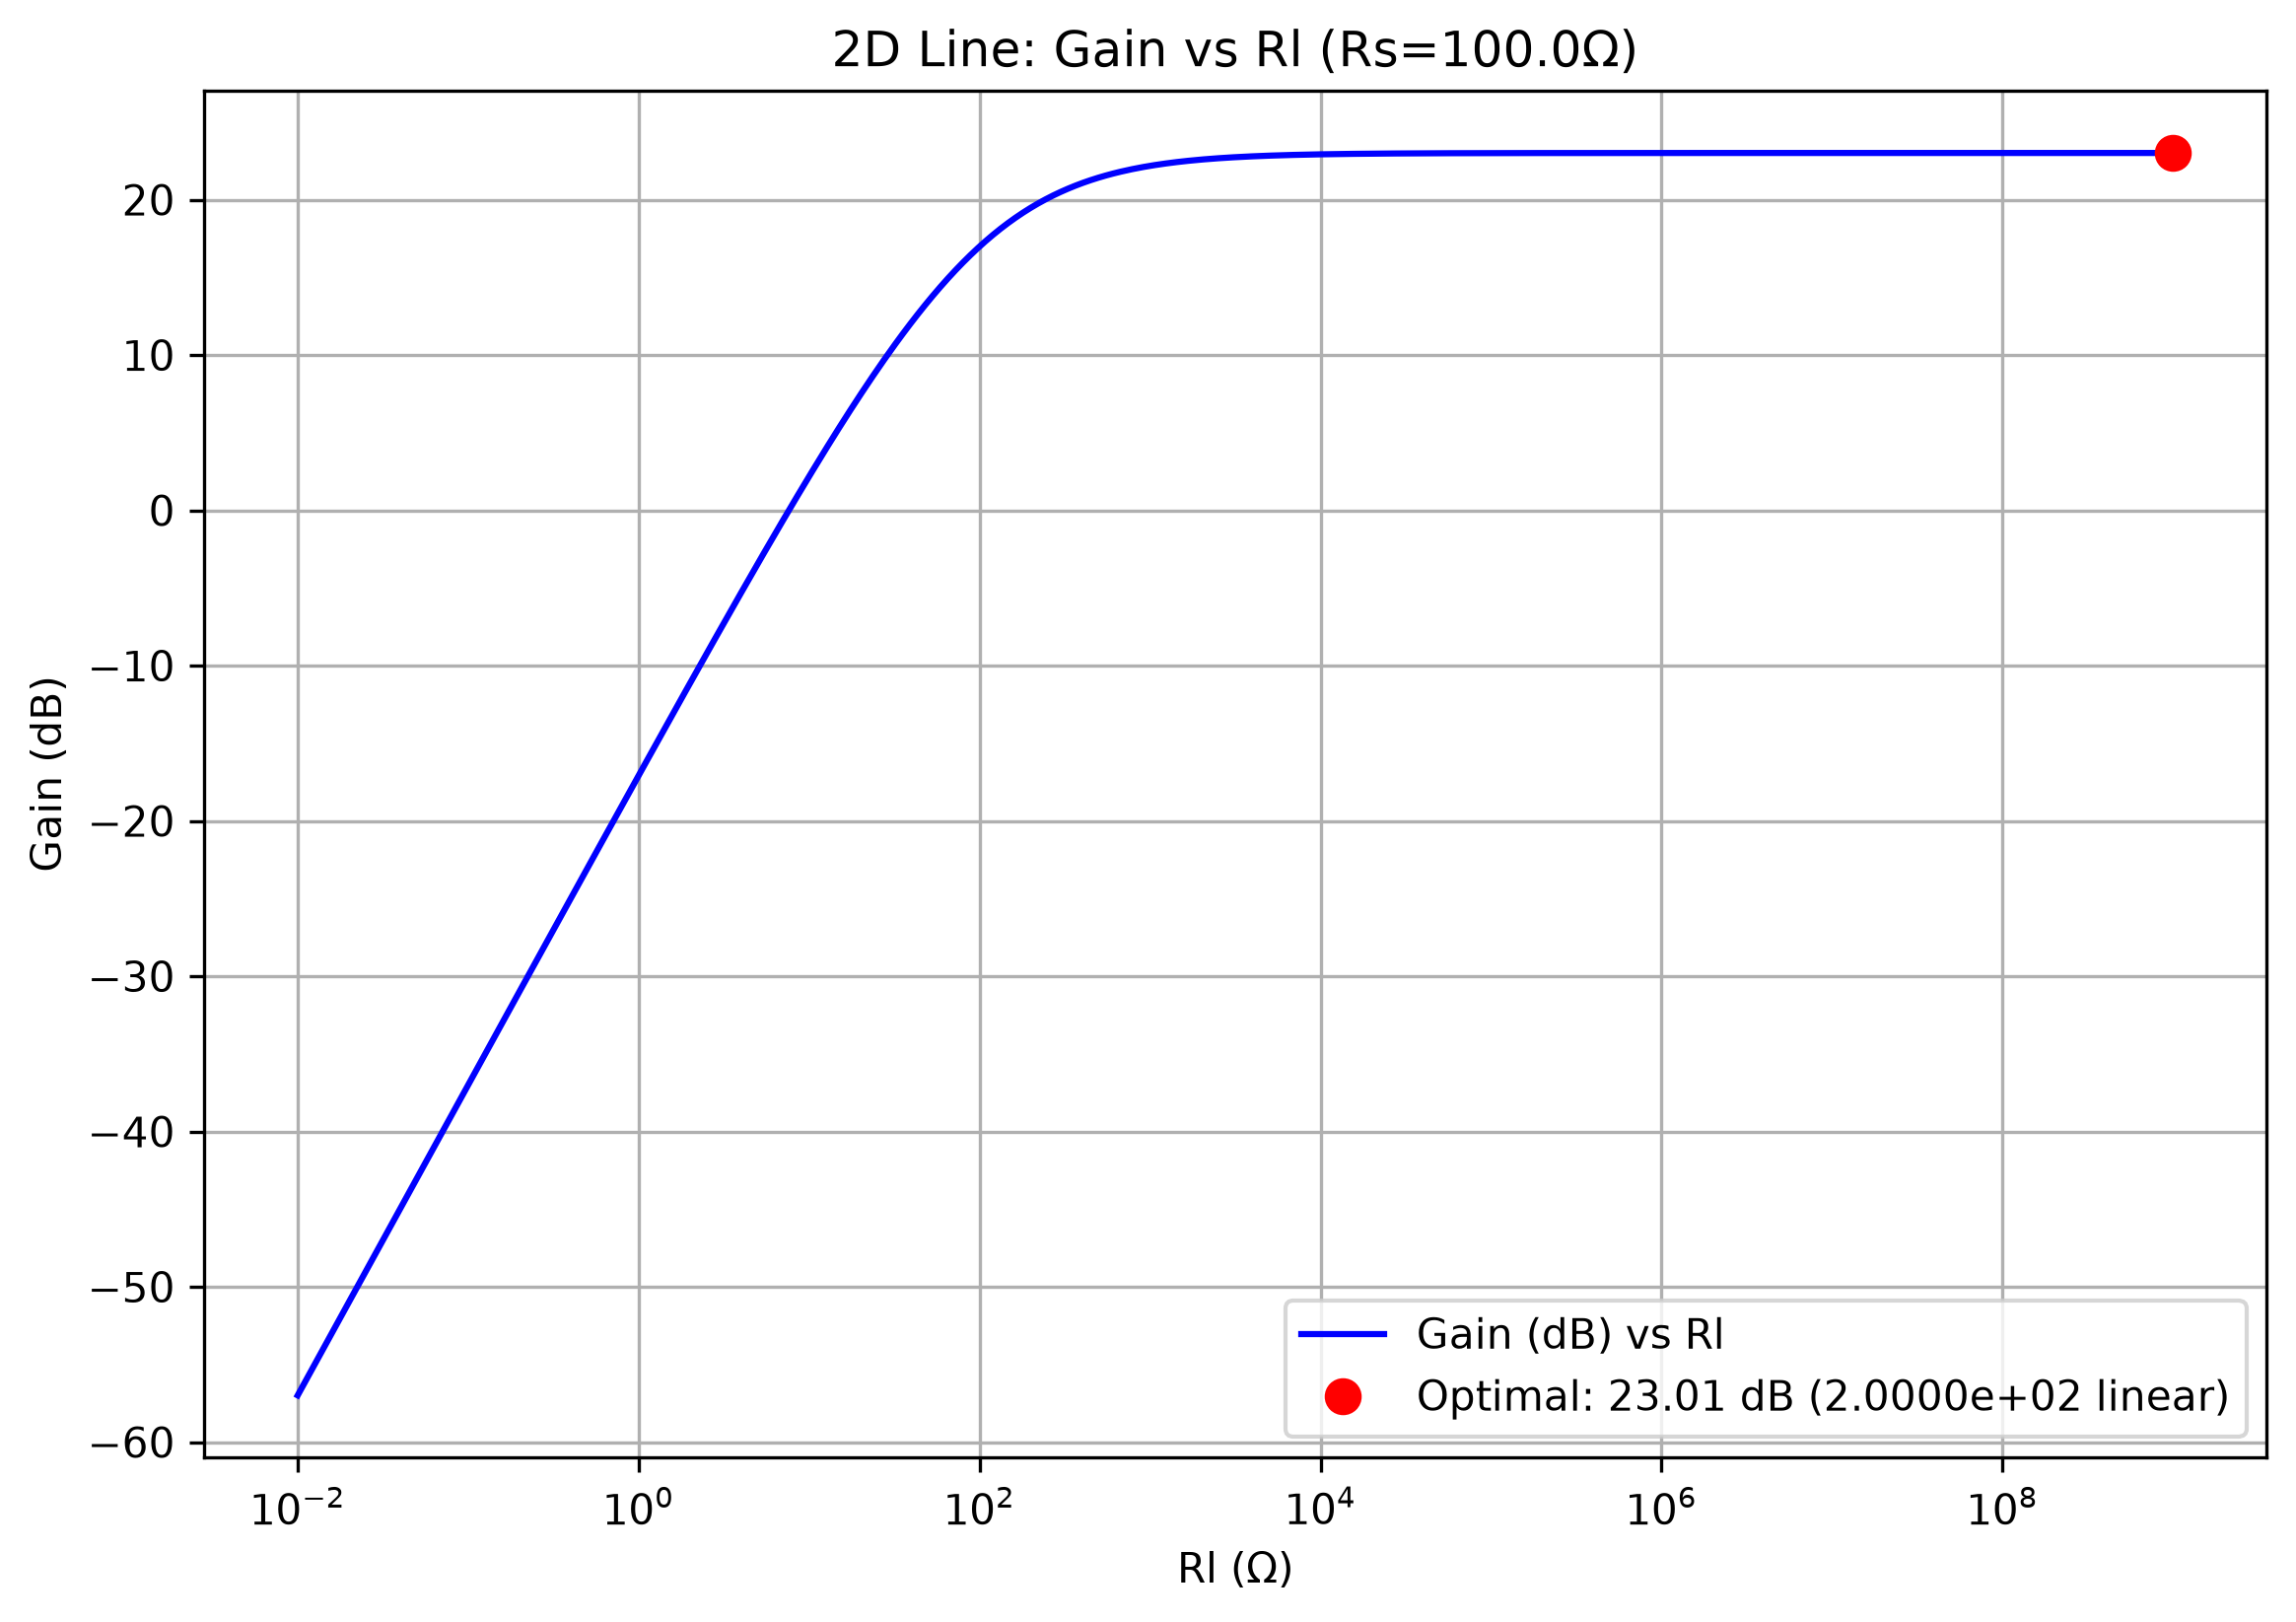 2D Line: Gain vs Rl (Rs=100.0Ω)
Gain (dB)
20
10
0
−10
−20
−30
−40
−50
−60
Gain (dB) vs Rl
Optimal: 23.01 dB (2.0000e+02 linear)
10⁻² 10⁰ 10² 10⁴ 10⁶ 10⁸
Rl (Ω)